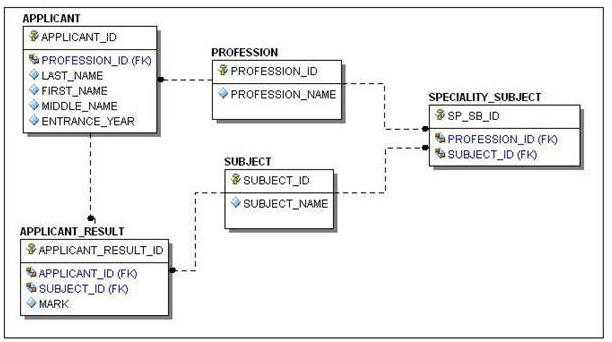 APPLICANT
APPLICANT_ID
PROFESSION_ID (FK)
LAST_NAME
FIRST_NAME
MIDDLE_NAME
ENTRANCE_YEAR
PROFESSION
PROFESSION_ID
PROFESSION_NAME
SPECIALITY_SUBJECT
SP_SB_ID
PROFESSION_ID (FK)
SUBJECT_ID (FK)
SUBJECT
SUBJECT_ID
SUBJECT_NAME
APPLICANT_RESULT
APPLICANT_RESULT_ID
APPLICANT_ID (FK)
SUBJECT_ID (FK)
MARK